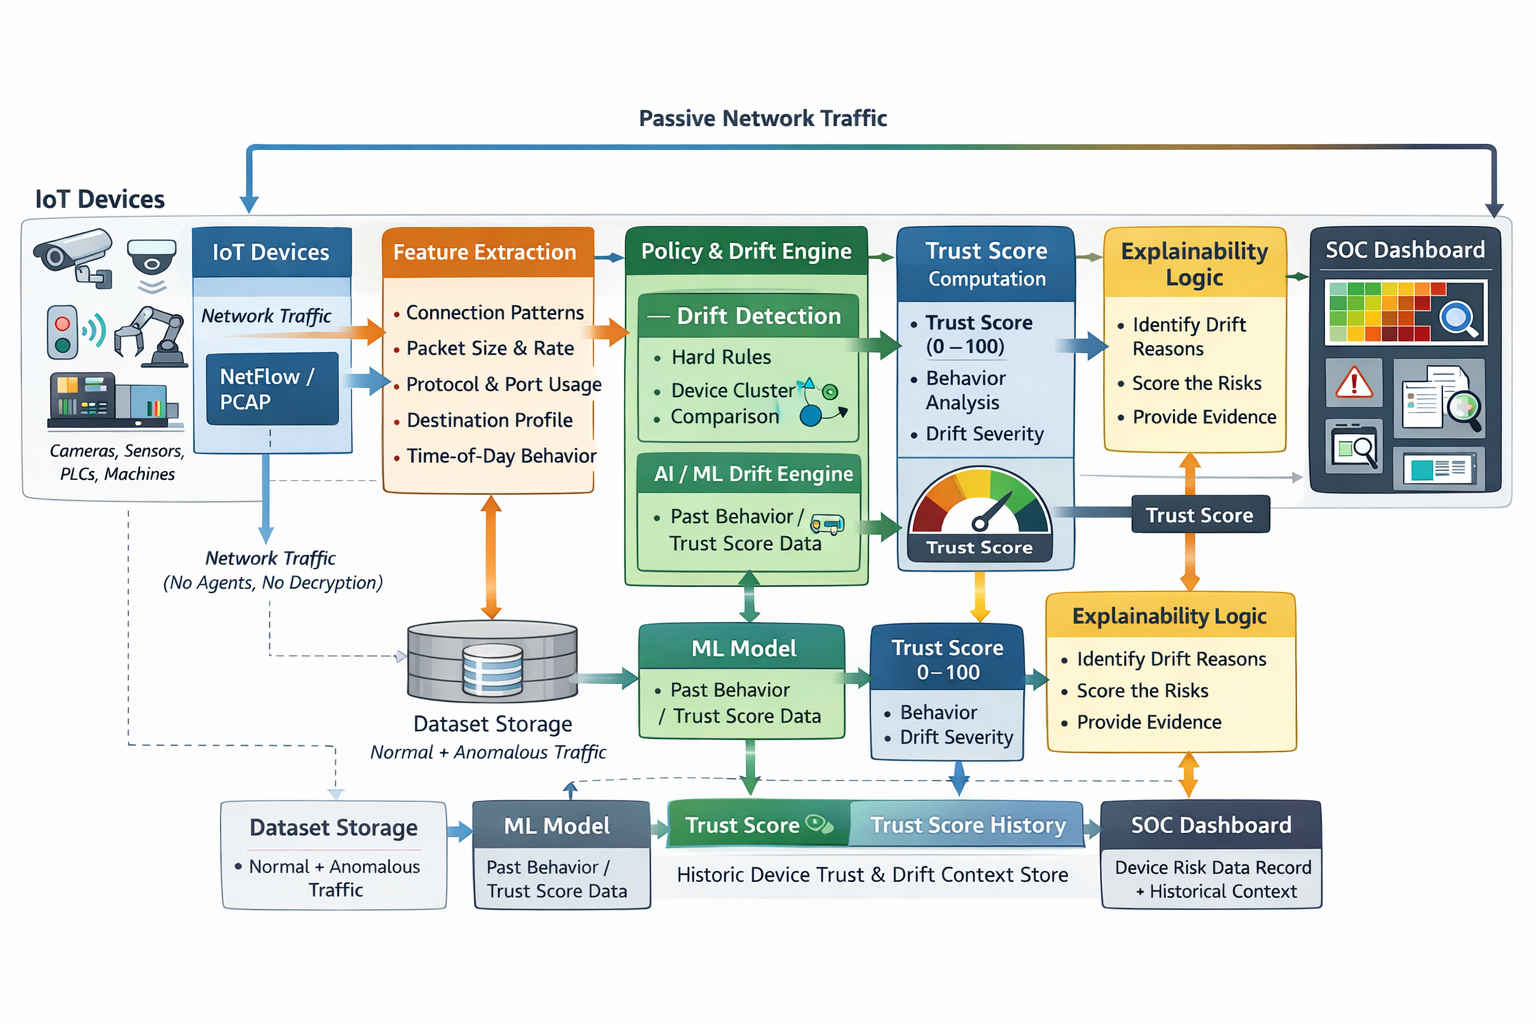 Passive Network Traffic
IoT Devices
Cameras, Sensors,
PLCs, Machines
IoT Devices
Network Traffic
NetFlow /
PCAP
Network Traffic
(No Agents, No Decryption)
Feature Extraction
• Connection Patterns
• Packet Size & Rate
• Protocol & Port Usage
• Destination Profile
• Time-of-Day Behavior
Policy & Drift Engine
— Drift Detection
• Hard Rules
• Device Cluster
• Comparison
AI / ML Drift Eengine
• Past Behavior /
Trust Score Data
Trust Score
Computation
• Trust Score
(0 – 100)
• Behavior
Analysis
• Drift Severity
Trust Score
Explainability
Logic
• Identify Drift
Reasons
• Score the Risks
• Provide Evidence
SOC Dashboard
Trust Score
Dataset Storage
Normal + Anomalous Traffic
ML Model
• Past Behavior
/ Trust Score Data
Trust Score
0 – 100
• Behavior
• Drift Severity
Explainability Logic
• Identify Drift Reasons
• Score the Risks
• Provide Evidence
Dataset Storage
• Normal + Anomalous
Traffic
ML Model
Past Behavior /
Trust Score Data
Trust Score
Trust Score History
Historic Device Trust & Drift Context Store
SOC Dashboard
Device Risk Data Record
+ Historical Context